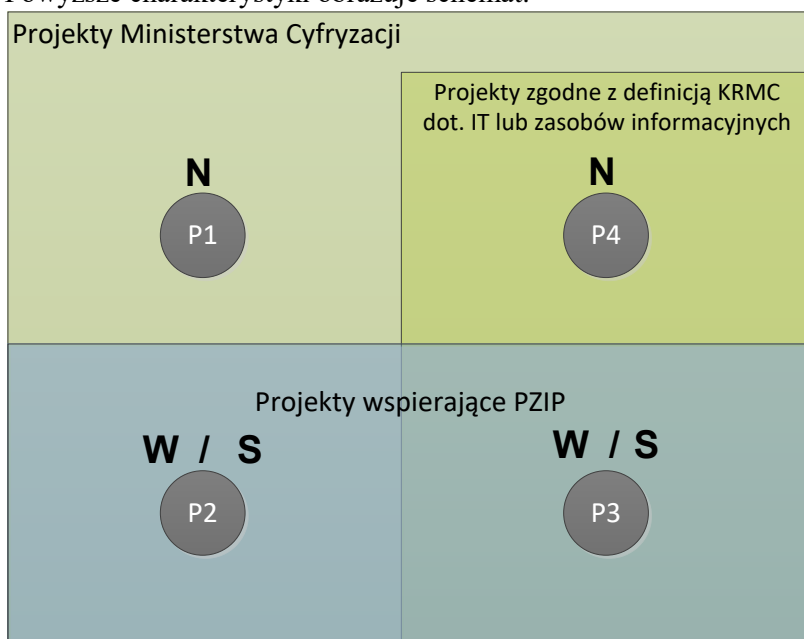 Powyższe charakterystyki obrazuje schemat:
Projekty Ministerstwa Cyfryzacji
Projekty zgodne z definicją KRMC
dot. IT lub zasobów informacyjnych
N
N
P1
P4
Projekty wspierające PZIP
W / S
W / S
P2
P3